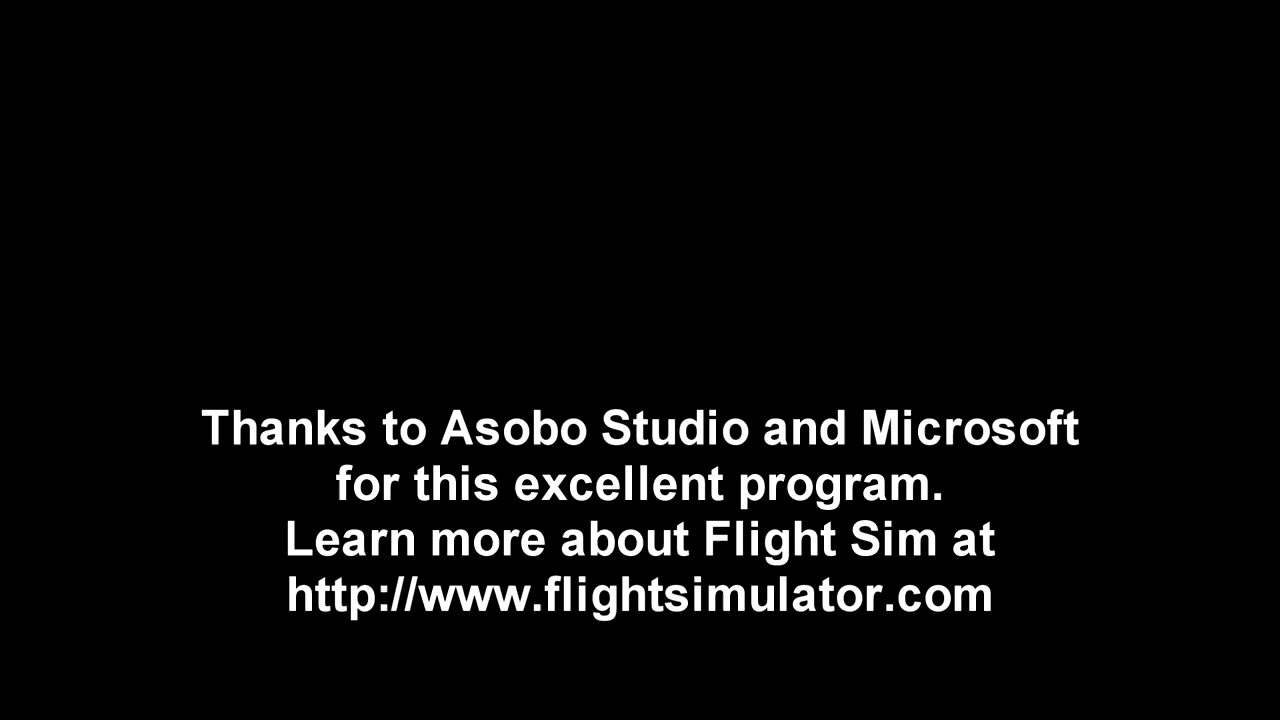 Thanks to Asobo Studio and Microsoft
for this excellent program.
Learn more about Flight Sim at
http://www.flightsimulator.com